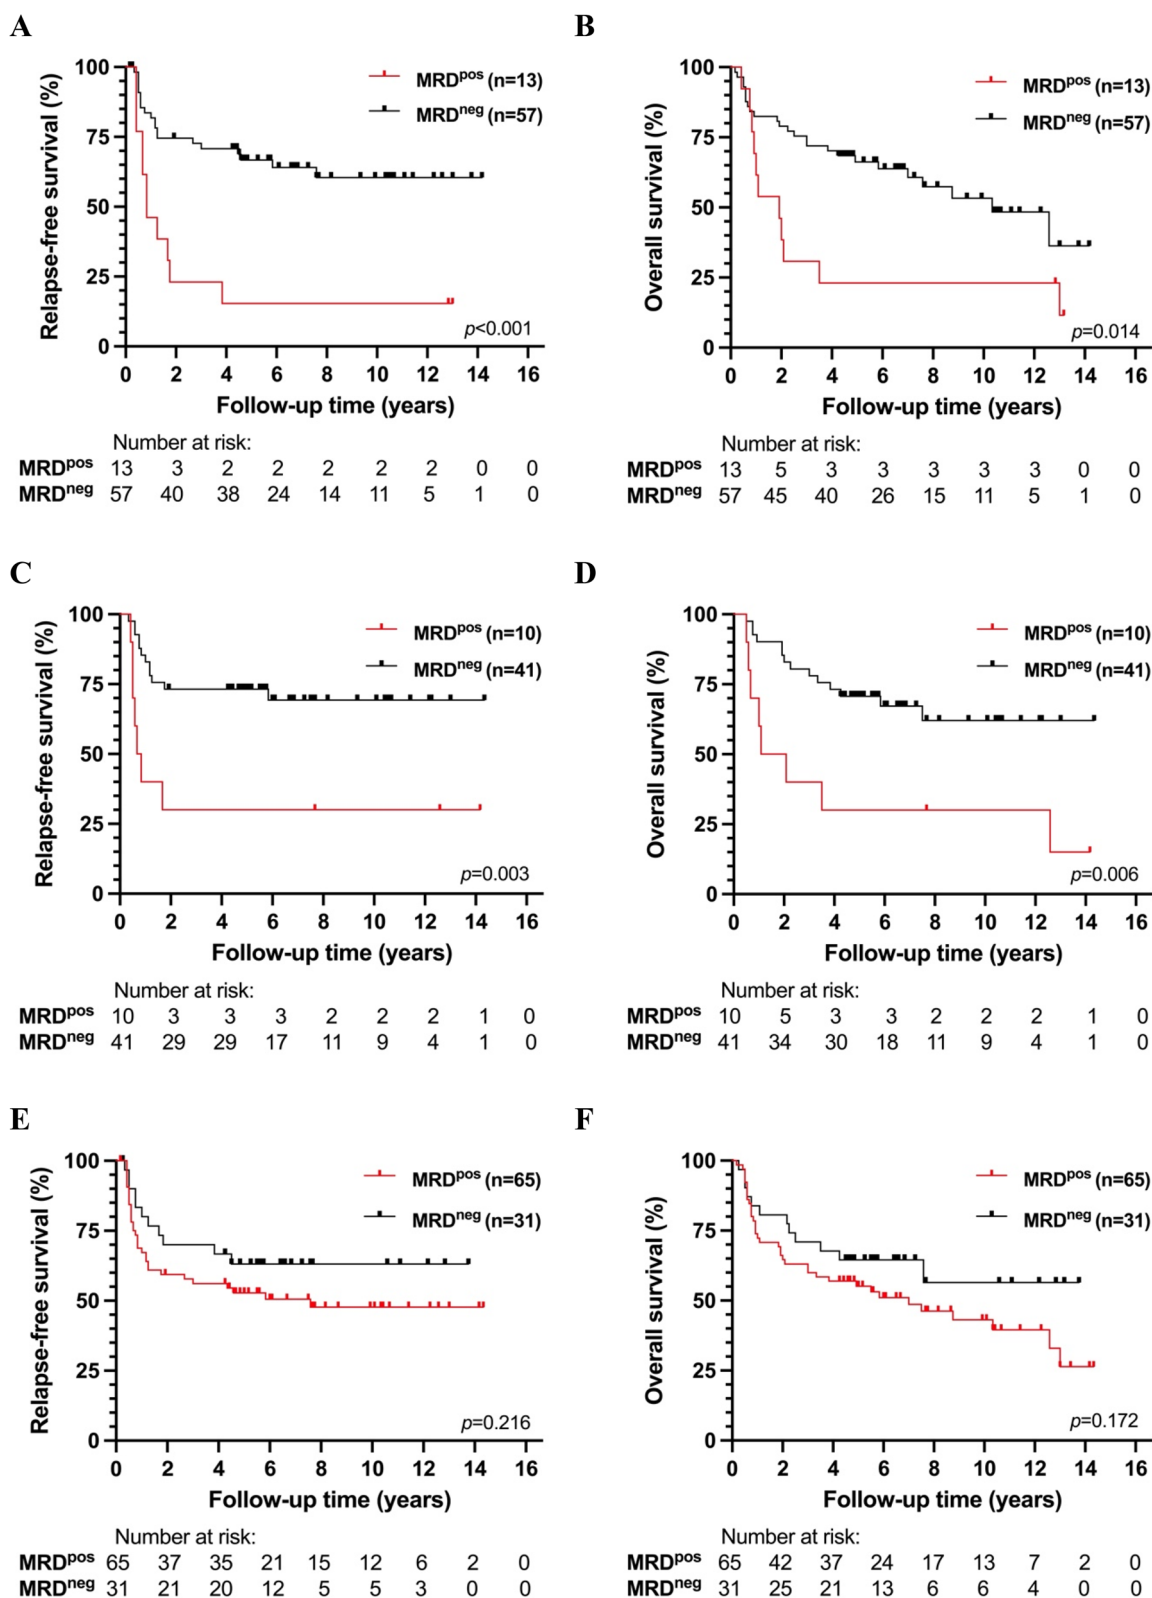 A
Relapse-free survival (%)
100
75
50
25
0
MRDpos (n=13)
MRDneg (n=57)
p<0.001
0 2 4 6 8 10 12 14 16
Follow-up time (years)
Number at risk:
MRDpos 13 3 2 2 2 2 2 0 0
MRDneg 57 40 38 24 14 11 5 1 0
B
Overall survival (%)
100
75
50
25
0
MRDpos (n=13)
MRDneg (n=57)
p=0.014
0 2 4 6 8 10 12 14 16
Follow-up time (years)
Number at risk:
MRDpos 13 5 3 3 3 3 3 0 0
MRDneg 57 45 40 26 15 11 5 1 0
C
Relapse-free survival (%)
100
75
50
25
0
MRDpos (n=10)
MRDneg (n=41)
p=0.003
0 2 4 6 8 10 12 14 16
Follow-up time (years)
Number at risk:
MRDpos 10 3 3 3 2 2 2 1 0
MRDneg 41 29 29 17 11 9 4 1 0
D
Overall survival (%)
100
75
50
25
0
MRDpos (n=10)
MRDneg (n=41)
p=0.006
0 2 4 6 8 10 12 14 16
Follow-up time (years)
Number at risk:
MRDpos 10 5 3 3 2 2 2 1 0
MRDneg 41 34 30 18 11 9 4 1 0
E
Relapse-free survival (%)
100
75
50
25
0
MRDpos (n=65)
MRDneg (n=31)
p=0.216
0 2 4 6 8 10 12 14 16
Follow-up time (years)
Number at risk:
MRDpos 65 37 35 21 15 12 6 2 0
MRDneg 31 21 20 12 5 5 3 0 0
F
Overall survival (%)
100
75
50
25
0
MRDpos (n=65)
MRDneg (n=31)
p=0.172
0 2 4 6 8 10 12 14 16
Follow-up time (years)
Number at risk:
MRDpos 65 42 37 24 17 13 7 2 0
MRDneg 31 25 21 13 6 6 4 0 0